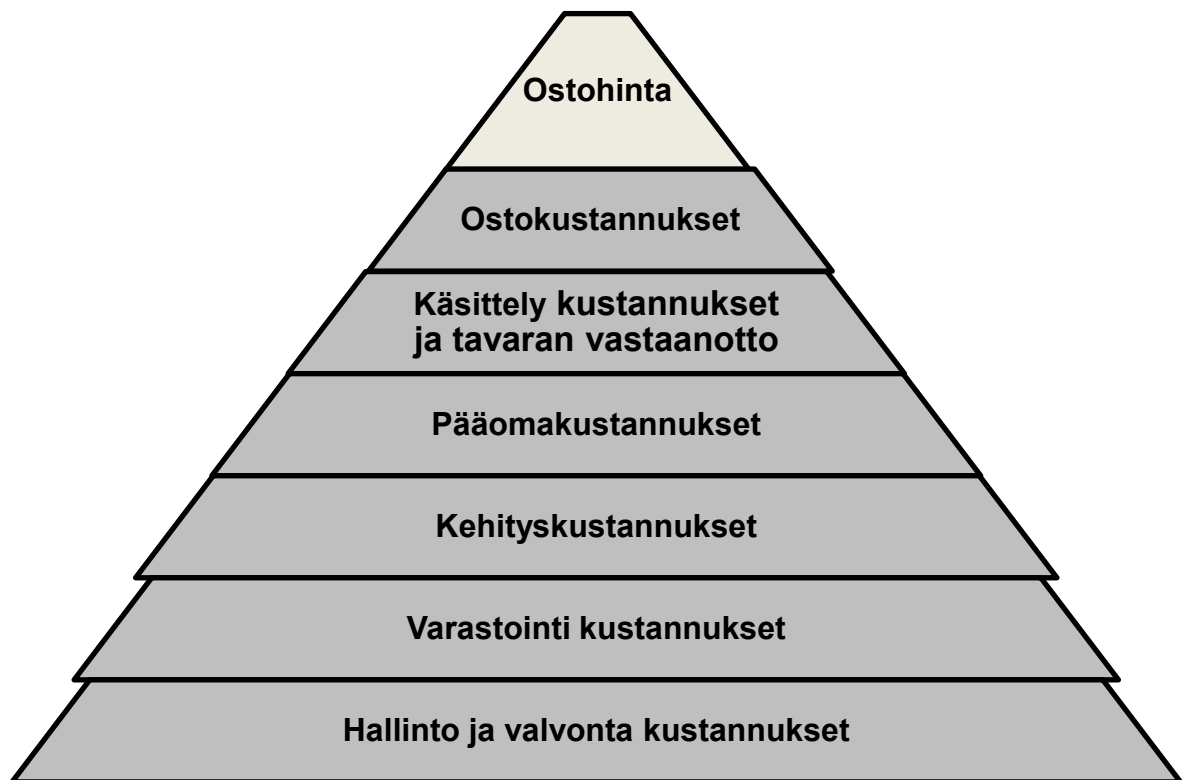 Ostohinta
Ostokustannukset
Käsittely kustannukset
ja tavaran vastaanotto
Pääomakustannukset
Kehityskustannukset
Varastointi kustannukset
Hallinto ja valvonta kustannukset